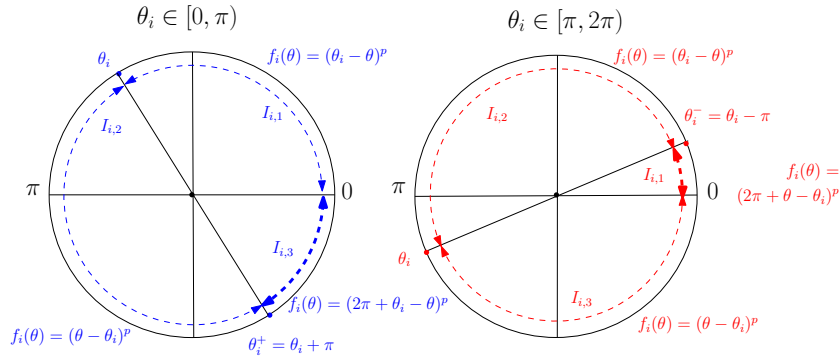 θ_i ∈ [0, π)
θ_i
f_i(θ) = (θ_i − θ)^p
I_{i,1}
I_{i,2}
π
0
I_{i,3}
f_i(θ) = (2π + θ_i − θ)^p
f_i(θ) = (θ − θ_i)^p
θ_i^+ = θ_i + π
θ_i ∈ [π, 2π)
f_i(θ) = (θ_i − θ)^p
I_{i,2}
θ_i^− = θ_i − π
I_{i,1}
f_i(θ) =
(2π + θ − θ_i)^p
π
0
θ_i
I_{i,3}
f_i(θ) = (θ − θ_i)^p